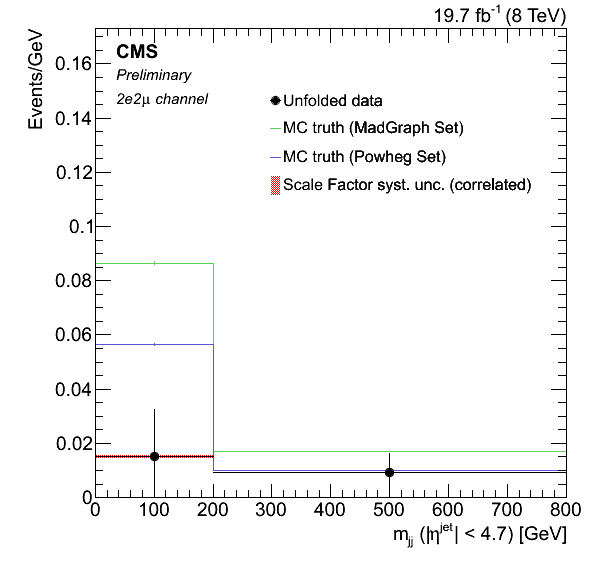 19.7 fb⁻¹ (8 TeV)
Events/GeV
CMS
Preliminary
2e2μ channel
Unfolded data
MC truth (MadGraph Set)
MC truth (Powheg Set)
Scale Factor syst. unc. (correlated)
0.16
0.14
0.12
0.1
0.08
0.06
0.04
0.02
0
0 100 200 300 400 500 600 700 800
m_jj (|η^jet| < 4.7) [GeV]